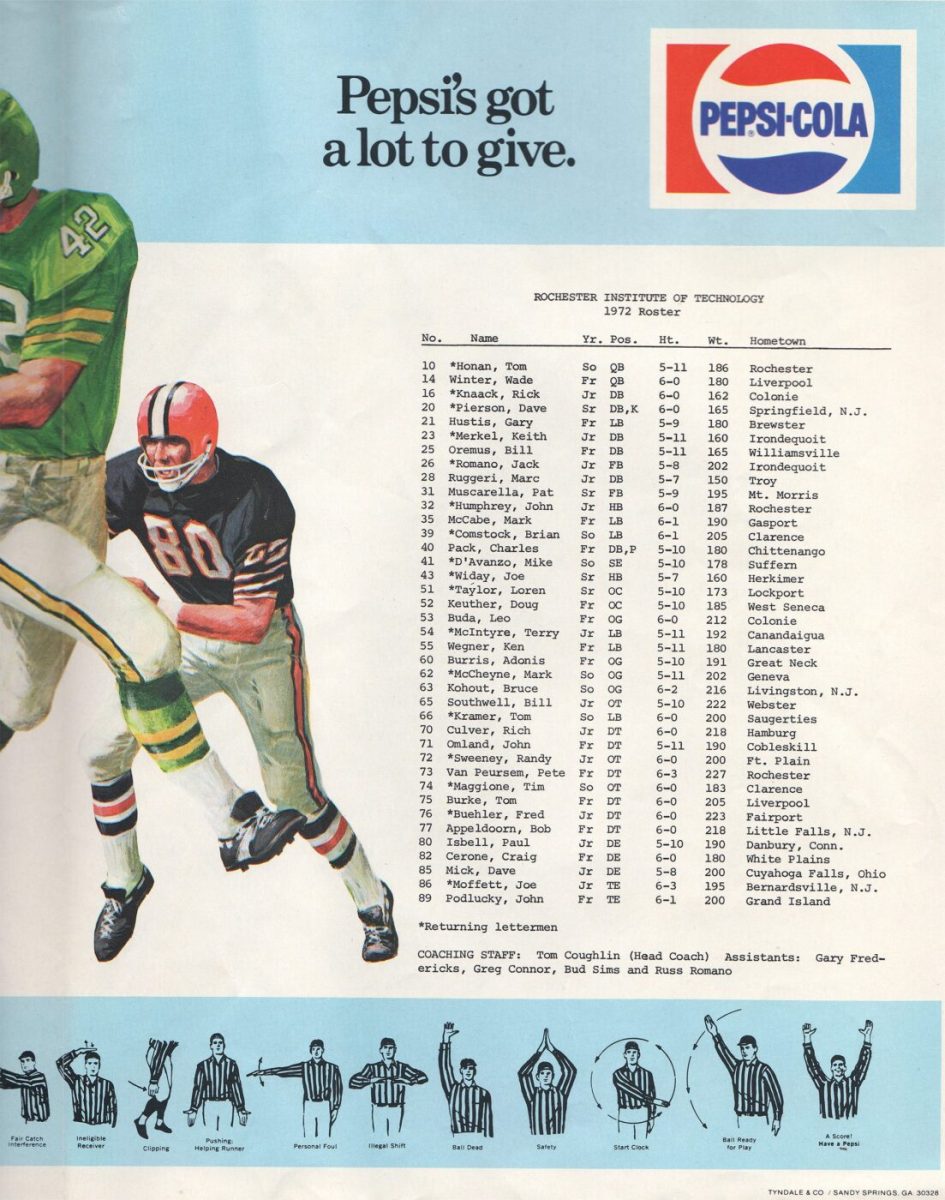 Pepsi's got
a lot to give.
PEPSI-COLA
®
42
80
ROCHESTER INSTITUTE OF TECHNOLOGY
1972 Roster
No. Name Yr. Pos. Ht. Wt. Hometown
10 *Honan, Tom So QB 5-11 186 Rochester
14 Winter, Wade Fr QB 6-0 180 Liverpool
16 *Knaack, Rick Jr DB 6-0 162 Colonie
20 *Pierson, Dave Sr DB,K 6-0 165 Springfield, N.J.
21 Hustis, Gary Fr LB 5-9 180 Brewster
23 *Merkel, Keith Jr DB 5-11 160 Irondequoit
25 Oremus, Bill Fr DB 5-11 165 Williamsville
26 *Romano, Jack Jr FB 5-8 202 Irondequoit
28 Ruggeri, Marc Jr DB 5-7 150 Troy
31 Muscarella, Pat Sr FB 5-9 195 Mt. Morris
32 *Humphrey, John Jr HB 6-0 187 Rochester
35 McCabe, Mark Fr LB 6-1 190 Gasport
39 *Comstock, Brian So LB 6-1 205 Clarence
40 Pack, Charles Fr DB,P 5-10 180 Chittenango
41 *D'Avanzo, Mike So SE 5-10 178 Suffern
43 *Widay, Joe Sr HB 5-7 160 Herkimer
51 *Taylor, Loren Sr OC 5-10 173 Lockport
52 Keuther, Doug Fr OC 5-10 185 West Seneca
53 Buda, Leo Fr OG 6-0 212 Colonie
54 *McIntyre, Terry Jr LB 5-11 192 Canandaigua
55 Wegner, Ken Fr LB 5-11 180 Lancaster
60 Burris, Adonis Fr OG 5-10 191 Great Neck
62 *McCheyne, Mark So OG 5-11 202 Geneva
63 Kohout, Bruce So OG 6-2 216 Livingston, N.J.
65 Southwell, Bill Jr OT 5-10 222 Webster
66 *Kramer, Tom So LB 6-0 200 Saugerties
70 Culver, Rich Jr DT 6-0 218 Hamburg
71 Omland, John Fr DT 5-11 190 Cobleskill
72 *Sweeney, Randy Jr OT 6-0 200 Ft. Plain
73 Van Peursem, Pete Fr DT 6-3 227 Rochester
74 *Maggione, Tim So OT 6-0 183 Clarence
75 Burke, Tom Fr DT 6-0 205 Liverpool
76 *Buehler, Fred Jr DT 6-0 223 Fairport
77 Appeldoorn, Bob Fr DT 6-0 218 Little Falls, N.J.
80 Isbell, Paul Jr DE 5-10 190 Danbury, Conn.
82 Cerone, Craig Fr DE 6-0 180 White Plains
85 Mick, Dave Jr DE 5-8 200 Cuyahoga Falls, Ohio
86 *Moffett, Joe Jr TE 6-3 195 Bernardsville, N.J.
89 Podlucky, John Fr TE 6-1 200 Grand Island
*Returning lettermen
COACHING STAFF: Tom Coughlin (Head Coach) Assistants: Gary Fred-
ericks, Greg Connor, Bud Sims and Russ Romano
Fair Catch
Interference
Ineligible
Receiver
Clipping
Pushing;
Helping Runner
Personal Foul
Illegal Shift
Ball Dead
Safety
Start Clock
Ball Ready
for Play
A Score!
Have a Pepsi
TYNDALE & CO. / SANDY SPRINGS, GA. 30328